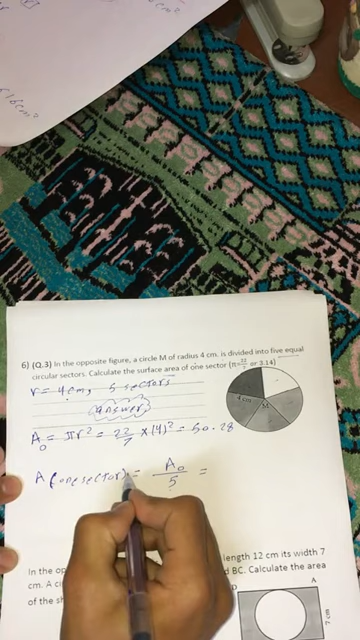 6) (Q.3) In the opposite figure, a circle M of radius 4 cm. is divided into five equal
circular sectors. Calculate the surface area of one sector (π=22/7 or 3.14)
r = 4cm, 5 sectors
answer
4 cm
M
A₀ = πr² = 22/7 × (4)² = 50.28
A (one sector) = A₀/5 =
length 12 cm its width 7
In the op
BC. Calculate the area
cm. A ci
of the sh
A
7 cm